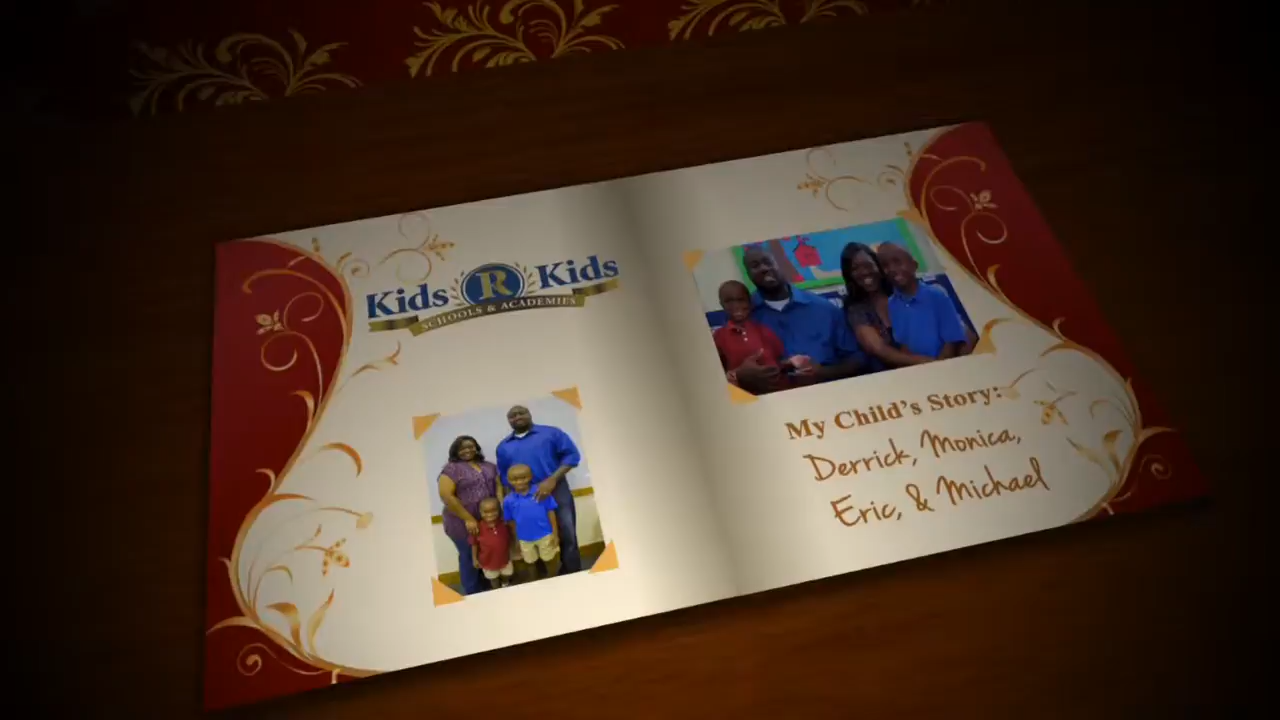 Kids R Kids
SCHOOLS & ACADEMIES
My Child's Story:
Derrick, Monica,
Eric, & Michael